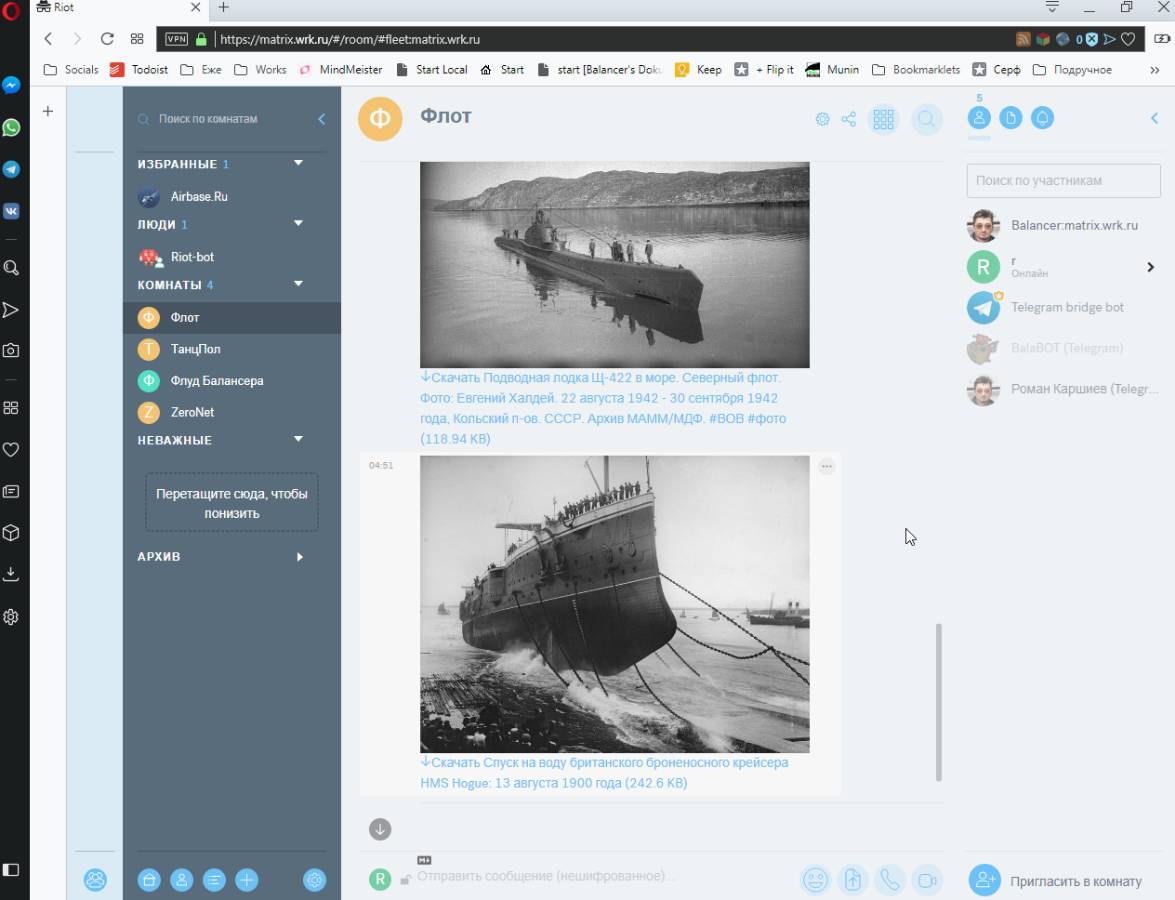 Riot
VPN
https://matrix.wrk.ru/#/room/#fleet:matrix.wrk.ru
0
Socials
Todoist
Еже
Works
MindMeister
Start Local
Start
start [Balancer's Doku
Keep
+ Flip it
Munin
Bookmarklets
Серф
Подручное
Поиск по комнатам
ИЗБРАННЫЕ 1
Airbase.Ru
ЛЮДИ 1
Riot-bot
КОМНАТЫ 4
Ф Флот
Т ТанцПол
Ф Флуд Балансера
Z ZeroNet
НЕВАЖНЫЕ
Перетащите сюда, чтобы
понизить
АРХИВ
Ф Флот
Скачать Подводная лодка Щ-422 в море. Северный флот.
Фото: Евгений Халдей. 22 августа 1942 - 30 сентября 1942
года, Кольский п-ов. СССР. Архив МАММ/МДФ. #ВОВ #фото
(118.94 KB)
04:51
Скачать Спуск на воду британского броненосного крейсера
HMS Hogue: 13 августа 1900 года (242.6 KB)
M
R
Отправить сообщение (нешифрованное)...
5
Поиск по участникам
Balancer:matrix.wrk.ru
R
r
Онлайн
Telegram bridge bot
BalaBOT (Telegram)
Роман Каршиев (Telegr...
Пригласить в комнату